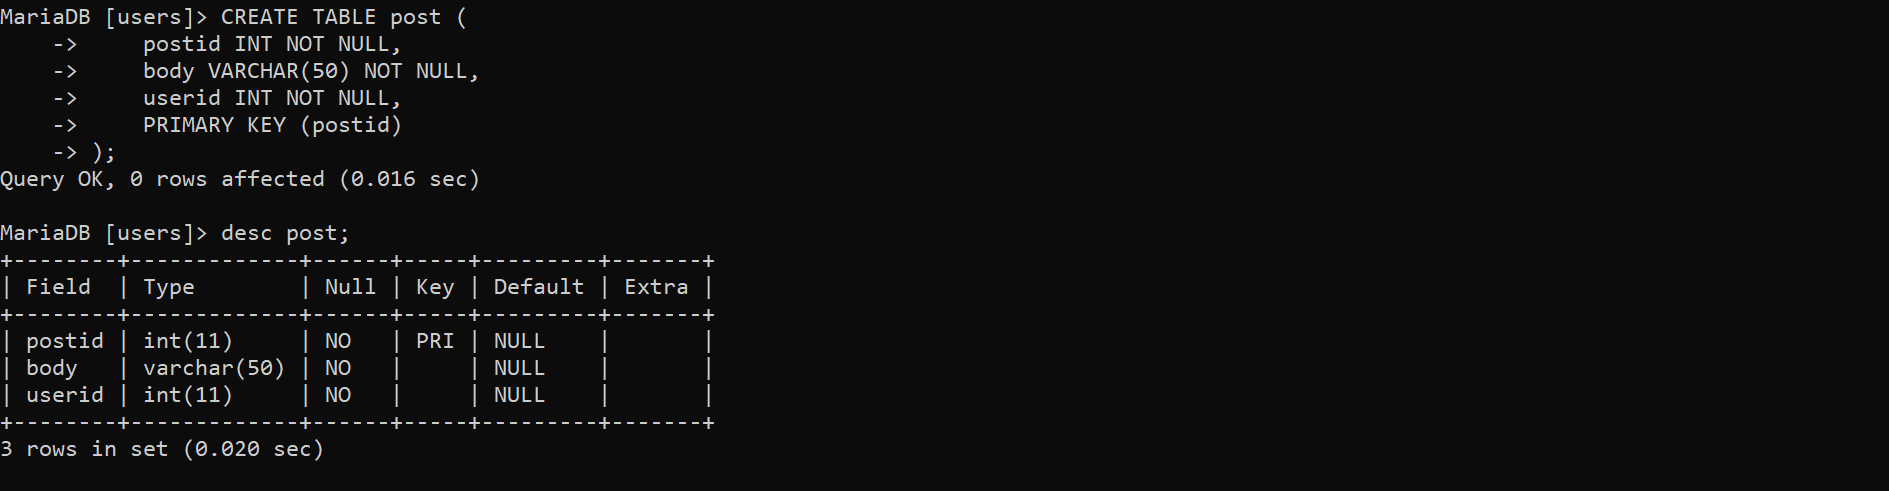 MariaDB [users]> CREATE TABLE post (
    ->     postid INT NOT NULL,
    ->     body VARCHAR(50) NOT NULL,
    ->     userid INT NOT NULL,
    ->     PRIMARY KEY (postid)
    -> );
Query OK, 0 rows affected (0.016 sec)

MariaDB [users]> desc post;
+--------+-------------+------+-----+---------+-------+
| Field  | Type        | Null | Key | Default | Extra |
+--------+-------------+------+-----+---------+-------+
| postid | int(11)     | NO   | PRI | NULL    |       |
| body   | varchar(50) | NO   |     | NULL    |       |
| userid | int(11)     | NO   |     | NULL    |       |
+--------+-------------+------+-----+---------+-------+
3 rows in set (0.020 sec)